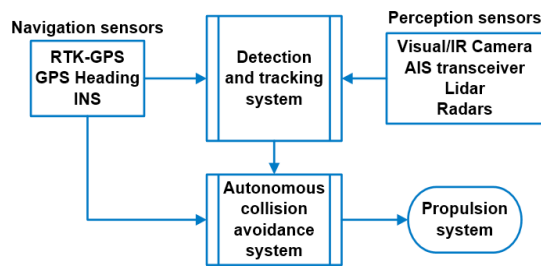 Navigation sensors
RTK-GPS
GPS Heading
INS
Detection
and tracking
system
Perception sensors
Visual/IR Camera
AIS transceiver
Lidar
Radars
Autonomous
collision
avoidance
system
Propulsion
system